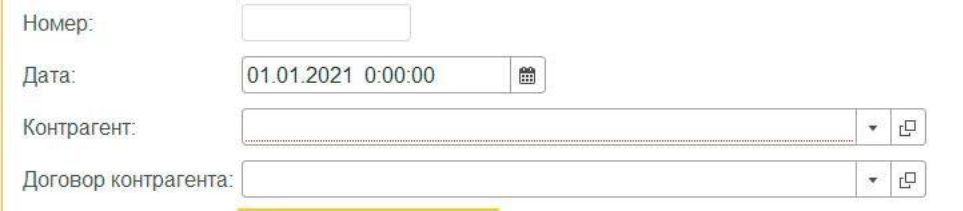 Номер:
Дата: 01.01.2021 0:00:00
Контрагент:
Договор контрагента: